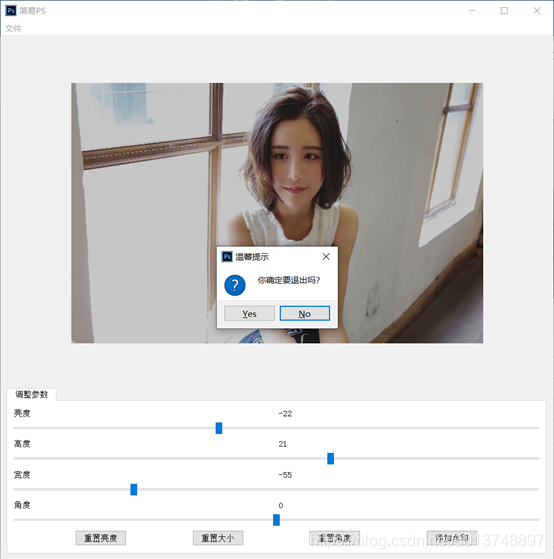 Ps 简易PS
文件
Ps 温馨提示
你确定要退出吗?
Yes No
调整参数
亮度 -22
高度 21
宽度 -55
角度 0
重置亮度 重置大小 重置角度 添加水印
https://blog.csdn.net/u013748897